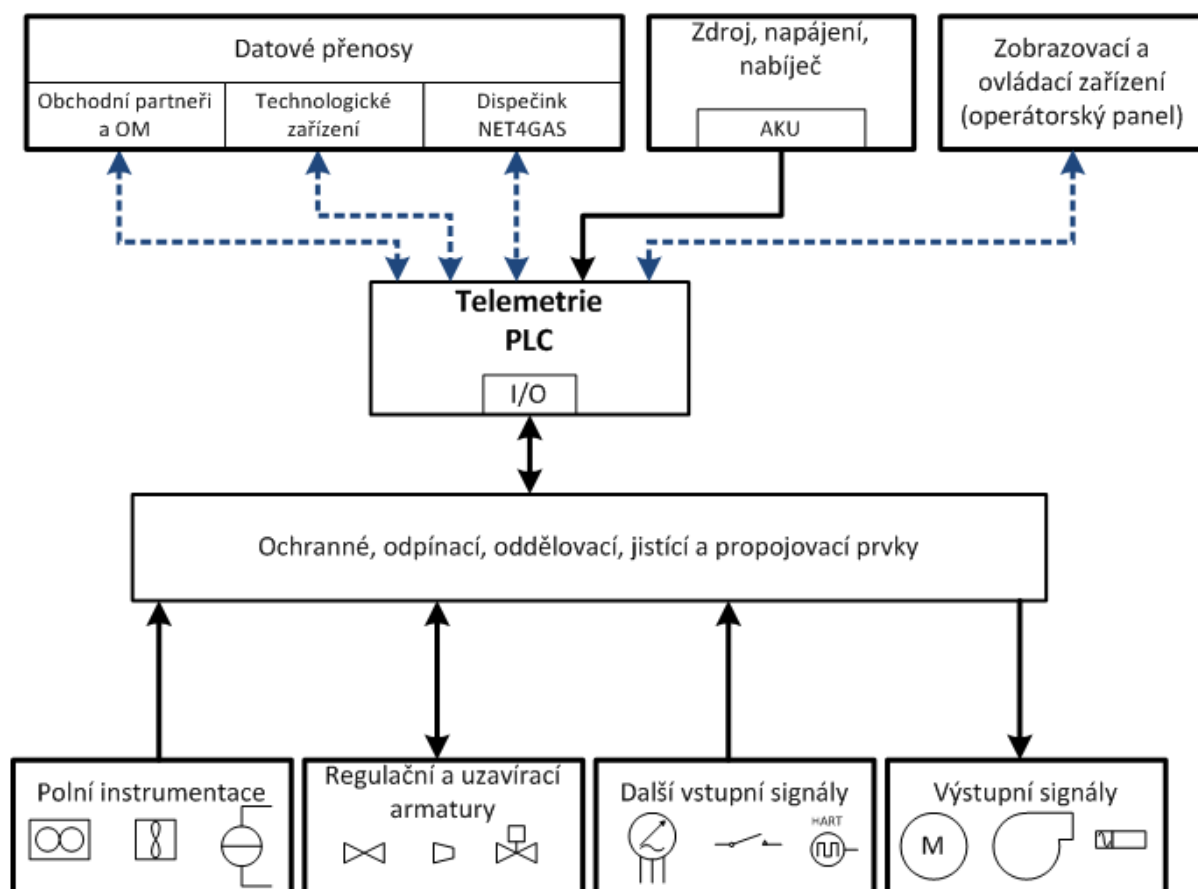 Datové přenosy
Obchodní partneři
a OM
Technologické
zařízení
Dispečink
NET4GAS
Zdroj, napájení,
nabíječ
AKU
Zobrazovací a
ovládací zařízení
(operátorský panel)
Telemetrie
PLC
I/O
Ochranné, odpínací, oddělovací, jistící a propojovací prvky
Polní instrumentace
Regulační a uzavírací
armatury
Další vstupní signály
HART
Výstupní signály
M